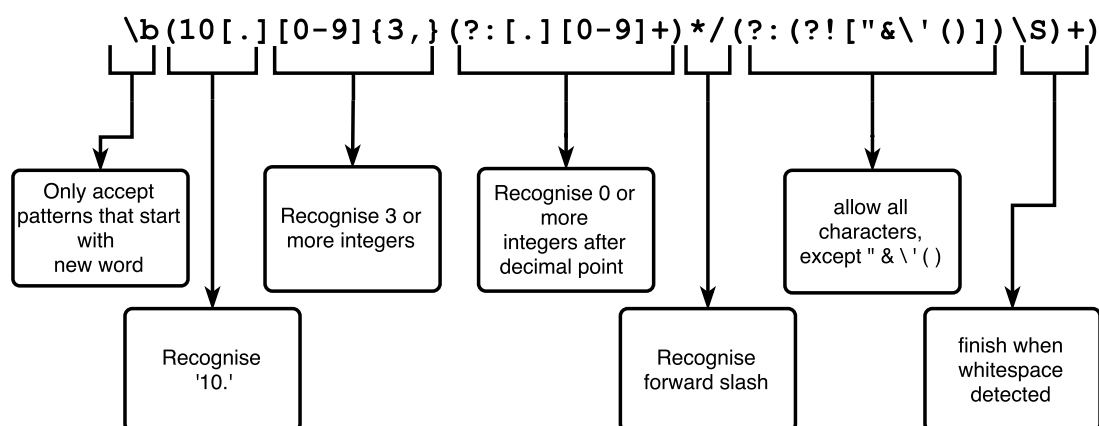 \b(10[.][0-9]{3,}(?:[.][0-9]+)*/(?:(?!["&\'()])\S)+)
Only accept
patterns that start
with
new word
Recognise 3 or
more integers
Recognise 0 or
more
integers after
decimal point
allow all
characters,
except " & \ ' ( )
Recognise
'10.'
Recognise
forward slash
finish when
whitespace
detected